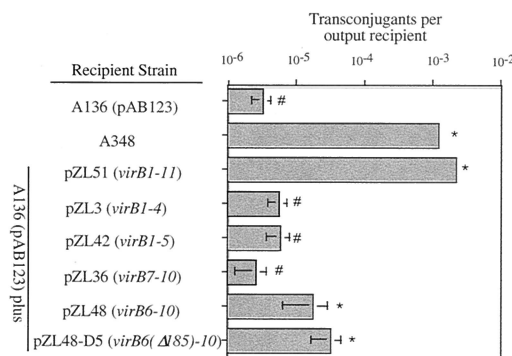 Transconjugants per
output recipient
10-6 10-5 10-4 10-3 10-2
Recipient Strain
A136 (pAB123) #
A348 *
pZL51 (virB1-11) *
pZL3 (virB1-4) #
pZL42 (virB1-5) #
pZL36 (virB7-10) #
pZL48 (virB6-10) *
pZL48-D5 (virB6(Δ185)-10) *
A136 (pAB123) plus